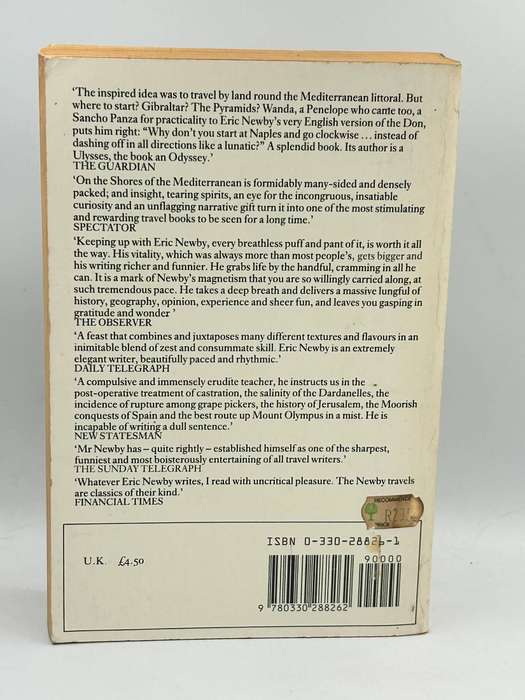 ‘The inspired idea was to travel by land round the Mediterranean littoral. But
where to start? Gibraltar? The Pyramids? Wanda, a Penelope who came too, a
Sancho Panza for practicality to Eric Newby’s very English version of the Don,
puts him right: “Why don’t you start at Naples and go clockwise ... instead of
dashing off in all directions like a lunatic?” A splendid book. Its author is a
Ulysses, the book an Odyssey.’
THE GUARDIAN
‘On the Shores of the Mediterranean is formidably many-sided and densely
packed; and insight, tearing spirits, an eye for the incongruous, insatiable
curiosity and an unflagging narrative gift turn it into one of the most stimulating
and rewarding travel books to be seen for a long time.’
SPECTATOR
‘Keeping up with Eric Newby, every breathless puff and pant of it, is worth it all
the way. His vitality, which was always more than most people’s, gets bigger and
his writing richer and funnier. He grabs life by the handful, cramming in all he
can. It is a mark of Newby’s magnetism that you are so willingly carried along, at
such tremendous pace. He takes a deep breath and delivers a massive lungful of
history, geography, opinion, experience and sheer fun, and leaves you gasping in
gratitude and wonder’
THE OBSERVER
‘A feast that combines and juxtaposes many different textures and flavours in an
inimitable blend of zest and consummate skill. Eric Newby is an extremely
elegant writer, beautifully paced and rhythmic.’
DAILY TELEGRAPH
‘A compulsive and immensely erudite teacher, he instructs us in the
post-operative treatment of castration, the salinity of the Dardanelles, the
incidence of rupture among grape pickers, the history of Jerusalem, the Moorish
conquests of Spain and the best route up Mount Olympus in a mist. He is
incapable of writing a dull sentence.’
NEW STATESMAN
‘Mr Newby has – quite rightly – established himself as one of the sharpest,
funniest and most boisterously entertaining of all travel writers.’
THE SUNDAY TELEGRAPH
‘Whatever Eric Newby writes, I read with uncritical pleasure. The Newby travels
are classics of their kind.’
FINANCIAL TIMES
PRICE
ISBN 0-330-28826-1
90000
U.K. £4.50
9 780330 288262